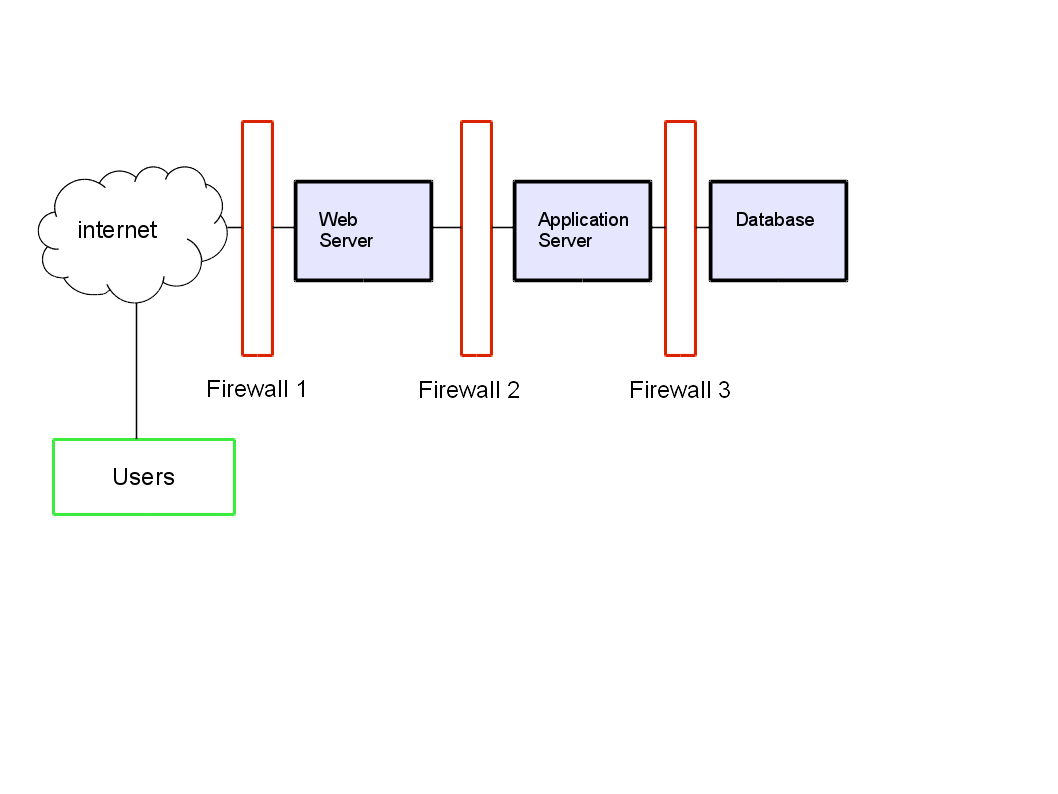 internet
Web
Server
Application
Server
Database
Firewall 1
Firewall 2
Firewall 3
Users